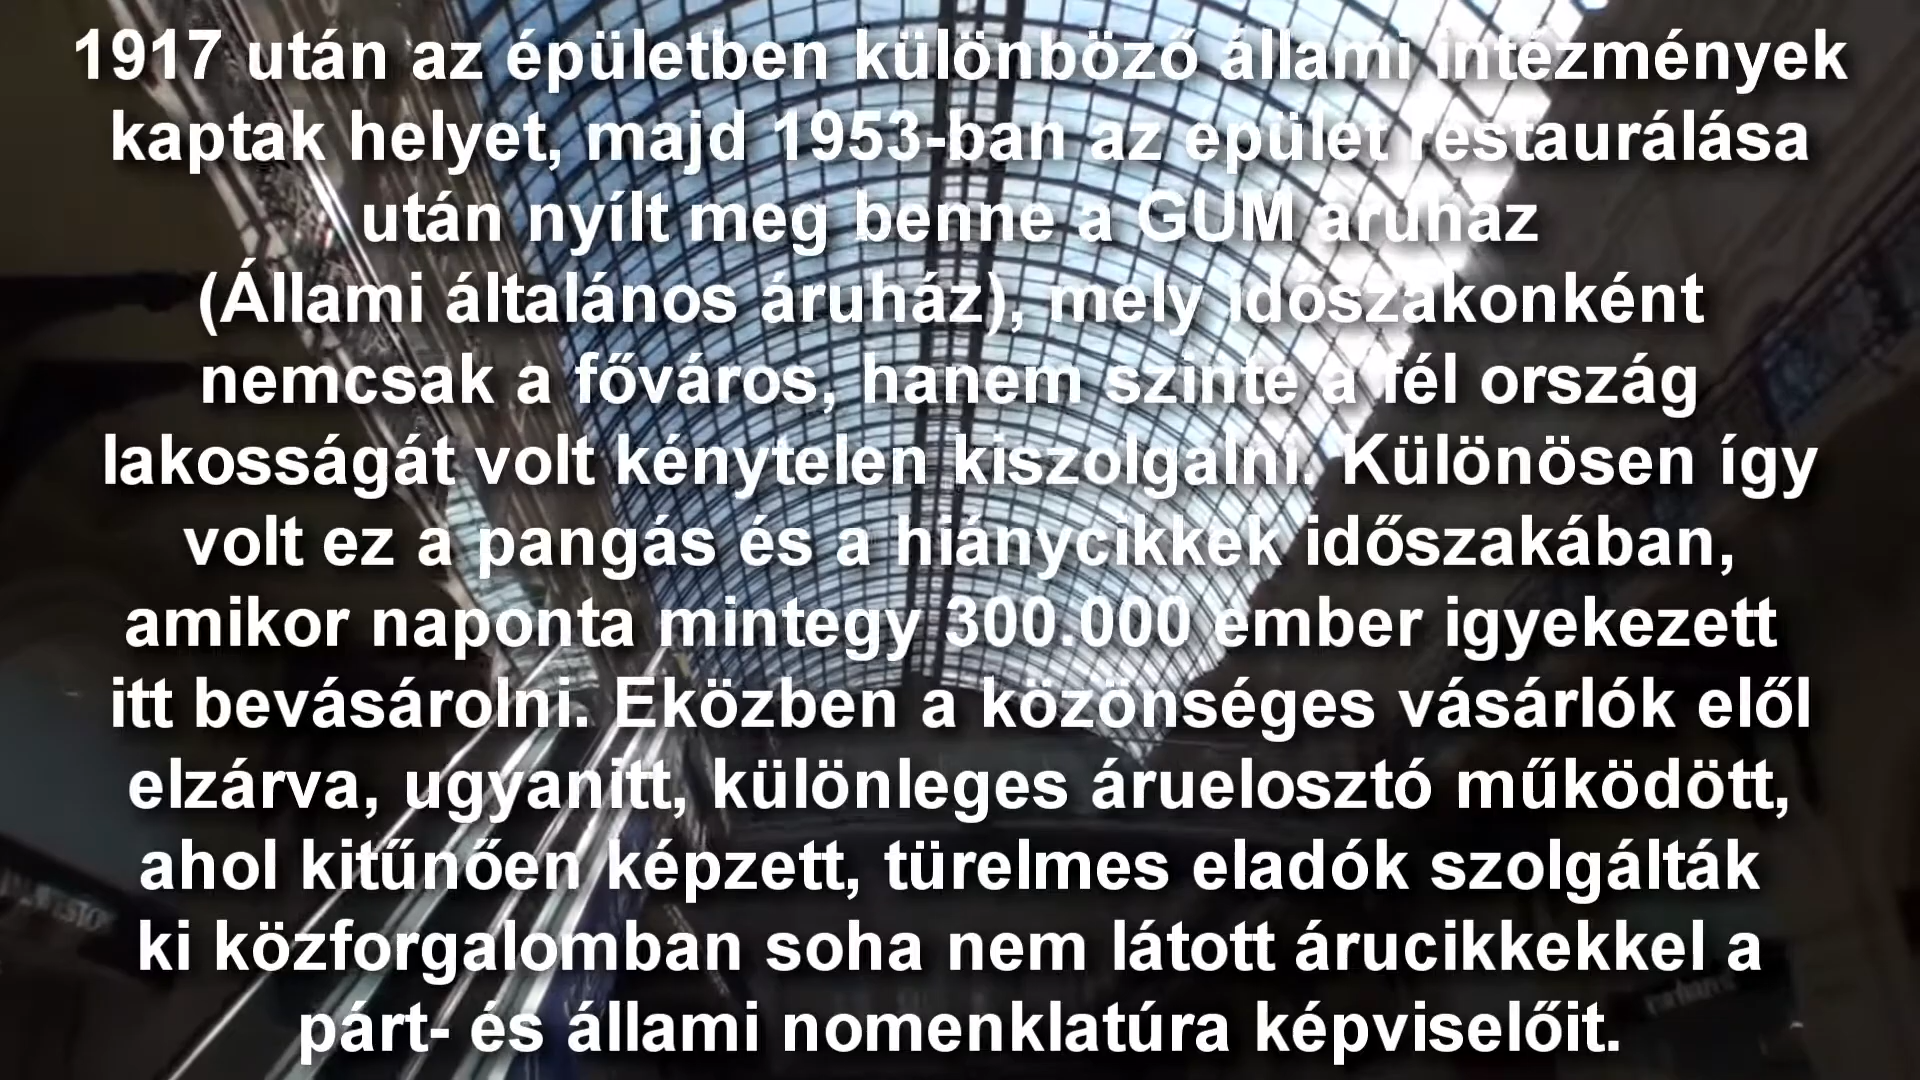 1917 után az épületben különböző állami intézmények
kaptak helyet, majd 1953-ban az epület restaurálása
után nyílt meg benne a GUM áruház
(Állami általános áruház), mely időszakonként
nemcsak a főváros, hanem szinte a fél ország
lakosságát volt kénytelen kiszolgálni. Különösen így
volt ez a pangás és a hiánycikkek időszakában,
amikor naponta mintegy 300.000 ember igyekezett
itt bevásárolni. Eközben a közönséges vásárlók elől
elzárva, ugyanitt, különleges áruelosztó működött,
ahol kitűnően képzett, türelmes eladók szolgálták
ki közforgalomban soha nem látott árucikkekkel a
párt- és állami nomenklatúra képviselőit.